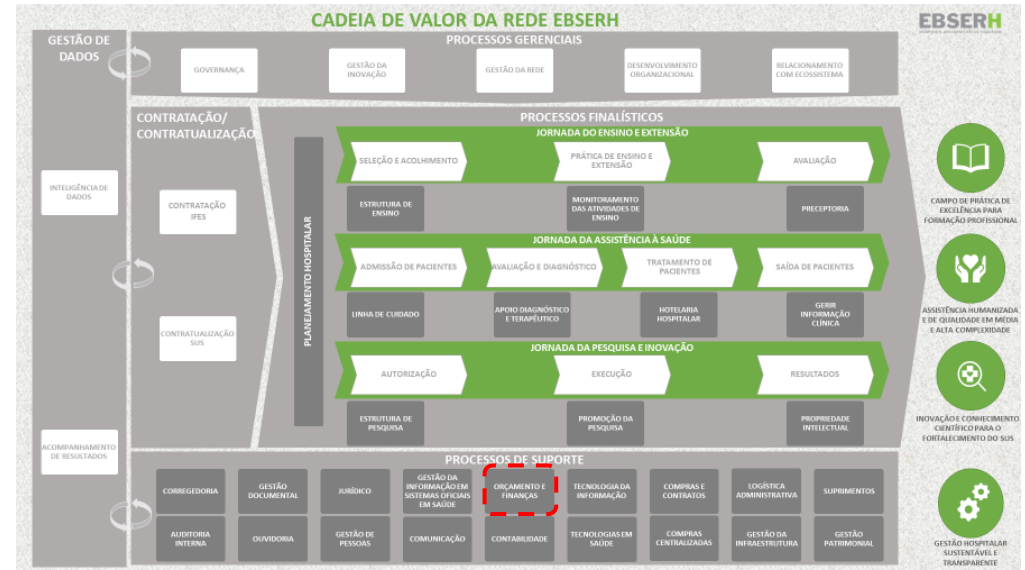 CADEIA DE VALOR DA REDE EBSERH
EBSERH
GESTÃO DE
DADOS
INTELIGÊNCIA DE
DADOS
ACOMPANHAMENTO
DE RESULTADOS
PROCESSOS GERENCIAIS
GOVERNANÇA
GESTÃO DA
INOVAÇÃO
GESTÃO DA REDE
DESENVOLVIMENTO
ORGANIZACIONAL
RELACIONAMENTO
COM ECOSSISTEMA
CONTRATAÇÃO/
CONTRATUALIZAÇÃO
CONTRATAÇÃO
IFES
CONTRATUALIZAÇÃO
SUS
PROCESSOS FINALÍSTICOS
PLANEJAMENTO HOSPITALAR
JORNADA DO ENSINO E EXTENSÃO
SELEÇÃO E ACOLHIMENTO
PRÁTICA DE ENSINO E
EXTENSÃO
AVALIAÇÃO
ESTRUTURA DE
ENSINO
MONITORAMENTO
DAS ATIVIDADES DE
ENSINO
PRECEPTORIA
JORNADA DA ASSISTÊNCIA À SAÚDE
ADMISSÃO DE PACIENTES
AVALIAÇÃO E DIAGNÓSTICO
TRATAMENTO DE
PACIENTES
SAÍDA DE PACIENTES
LINHA DE CUIDADO
APOIO DIAGNÓSTICO
E TERAPÊUTICO
HOTELARIA
HOSPITALAR
GERIR
INFORMAÇÃO
CLÍNICA
JORNADA DA PESQUISA E INOVAÇÃO
AUTORIZAÇÃO
EXECUÇÃO
RESULTADOS
ESTRUTURA DE
PESQUISA
PROMOÇÃO DA
PESQUISA
PROPRIEDADE
INTELECTUAL
PROCESSOS DE SUPORTE
CORREGEDORIA
GESTÃO
DOCUMENTAL
JURÍDICO
GESTÃO DA
INFORMAÇÃO EM
SISTEMAS OFICIAIS
EM SAÚDE
ORÇAMENTO E
FINANÇAS
TECNOLOGIA DA
INFORMAÇÃO
COMPRAS E
CONTRATOS
LOGÍSTICA
ADMINISTRATIVA
SUPRIMENTOS
AUDITORIA
INTERNA
OUVIDORIA
GESTÃO DE
PESSOAS
COMUNICAÇÃO
CONTABILIDADE
TECNOLOGIAS EM
SAÚDE
COMPRAS
CENTRALIZADAS
GESTÃO DA
INFRAESTRUTURA
GESTÃO
PATRIMONIAL
CAMPO DE PRÁTICA DE
EXCELÊNCIA PARA
FORMAÇÃO PROFISSIONAL
ASSISTÊNCIA HUMANIZADA
E DE QUALIDADE EM MÉDIA
E ALTA COMPLEXIDADE
INOVAÇÃO E CONHECIMENTO
CIENTÍFICO PARA O
FORTALECIMENTO DO SUS
GESTÃO HOSPITALAR
SUSTENTÁVEL E
TRANSPARENTE